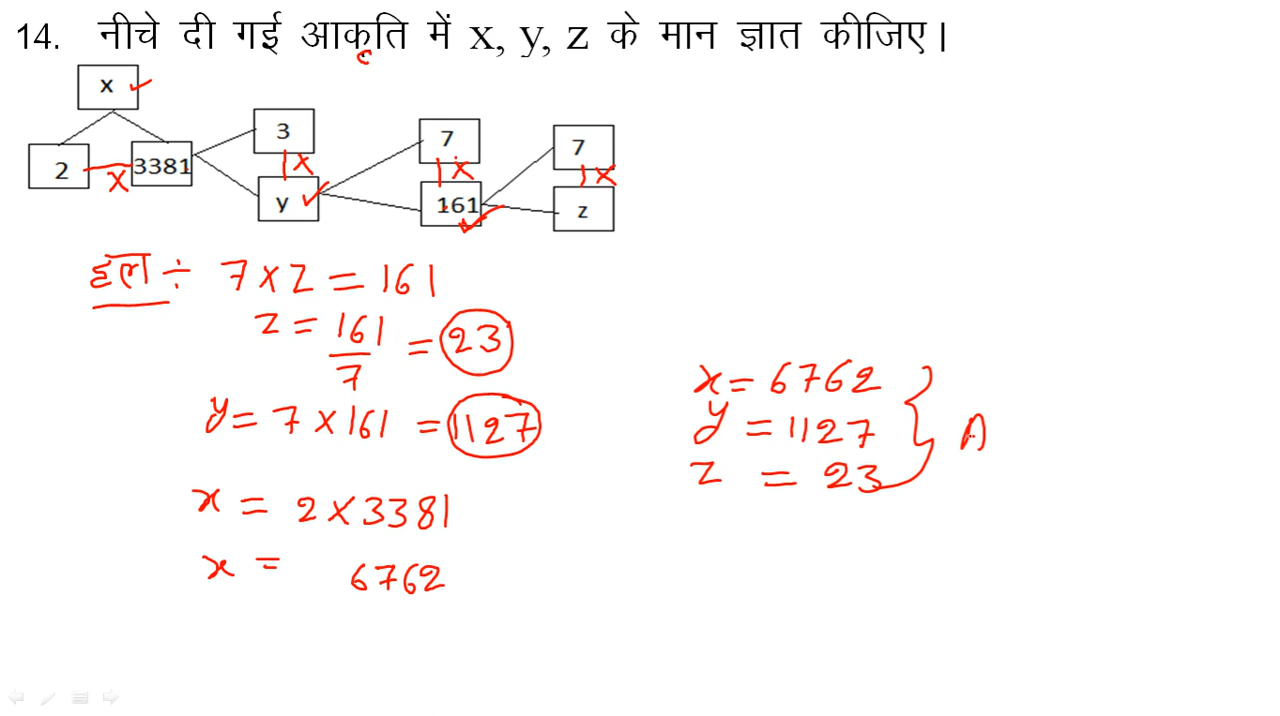 14. नीचे दी गई आकृति में x, y, z के मान ज्ञात कीजिए।
x
2 x 3381
3
x
y
7
x
161
7
x
z
हल ÷ 7 x z = 161
z = 161/7 = 23
y = 7 x 161 = 1127
x = 2 x 3381
x = 6762
x = 6762
y = 1127
z = 23
A